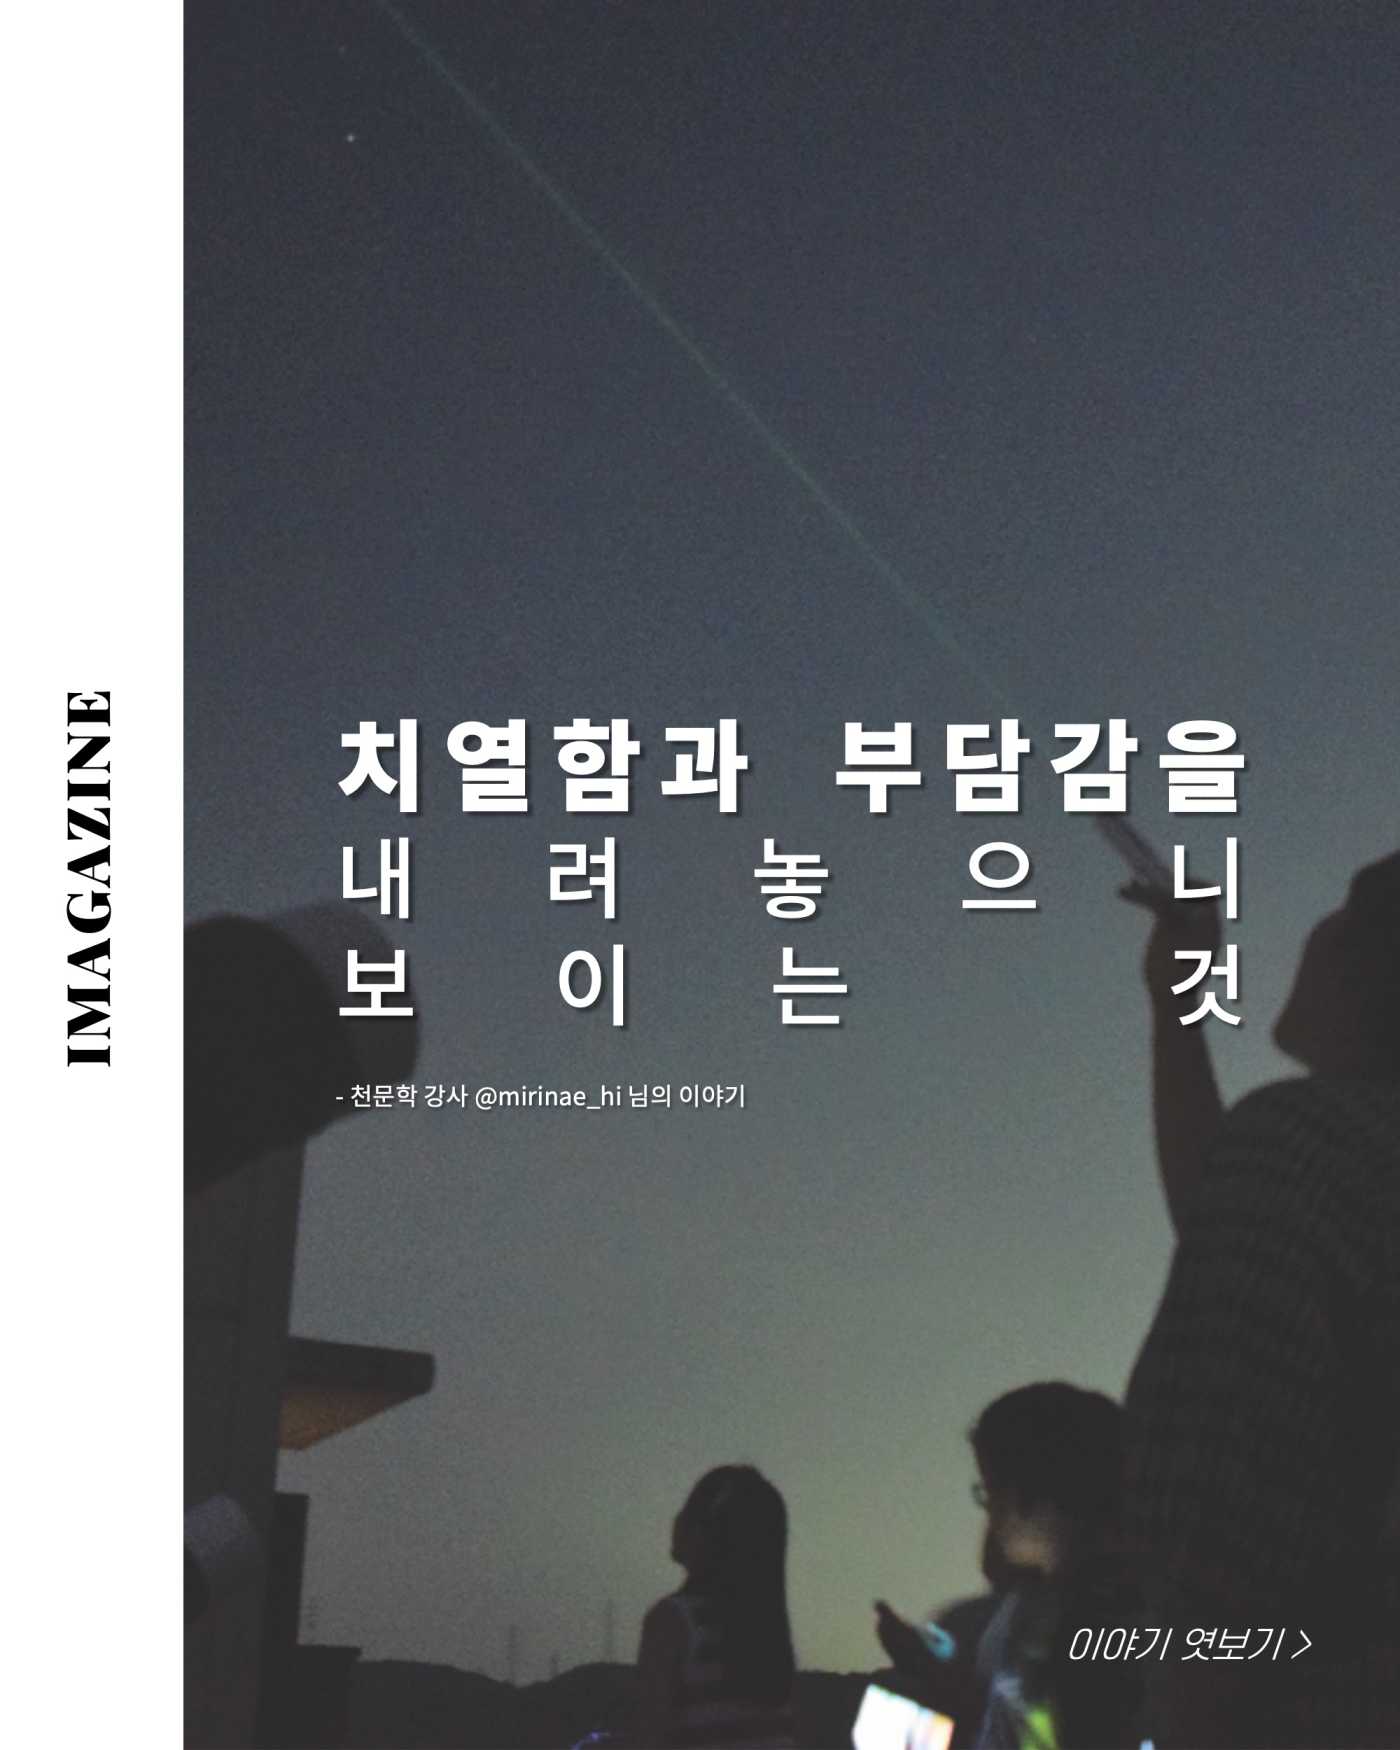 IMAGAZINE
치열함과 부담감을
내려놓으니
보이는 것
- 천문학 강사 @mirinae_hi 님의 이야기
이야기 엿보기 >